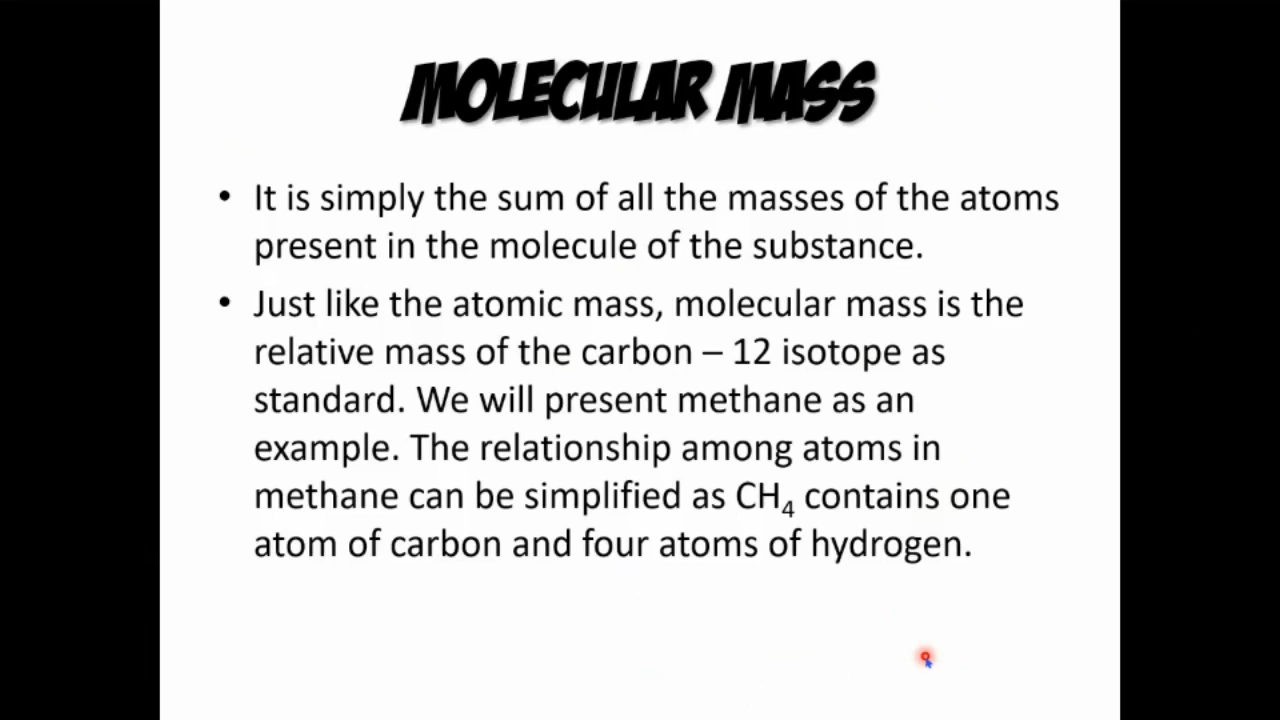 MOLECULAR MASS
• It is simply the sum of all the masses of the atoms
present in the molecule of the substance.
• Just like the atomic mass, molecular mass is the
relative mass of the carbon – 12 isotope as
standard. We will present methane as an
example. The relationship among atoms in
methane can be simplified as CH₄ contains one
atom of carbon and four atoms of hydrogen.